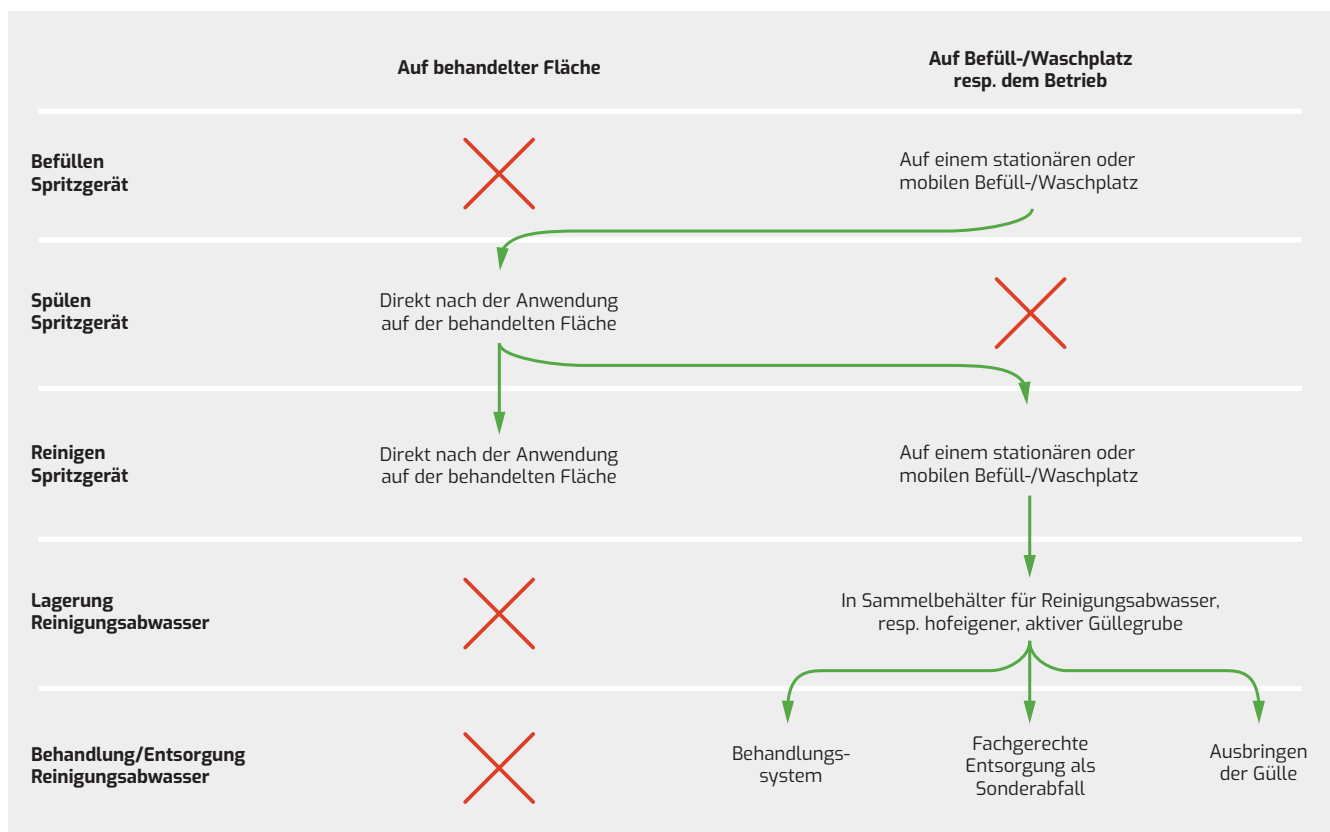 Auf behandelter Fläche
Auf Befüll-/Waschplatz
resp. dem Betrieb
Befüllen
Spritzgerät
Auf einem stationären oder
mobilen Befüll-/Waschplatz
Spülen
Spritzgerät
Direkt nach der Anwendung
auf der behandelten Fläche
Reinigen
Spritzgerät
Direkt nach der Anwendung
auf der behandelten Fläche
Auf einem stationären oder
mobilen Befüll-/Waschplatz
Lagerung
Reinigungsabwasser
In Sammelbehälter für Reinigungsabwasser,
resp. hofeigener, aktiver Güllegrube
Behandlung/Entsorgung
Reinigungsabwasser
Behandlungs-
system
Fachgerechte
Entsorgung als
Sonderabfall
Ausbringen
der Gülle